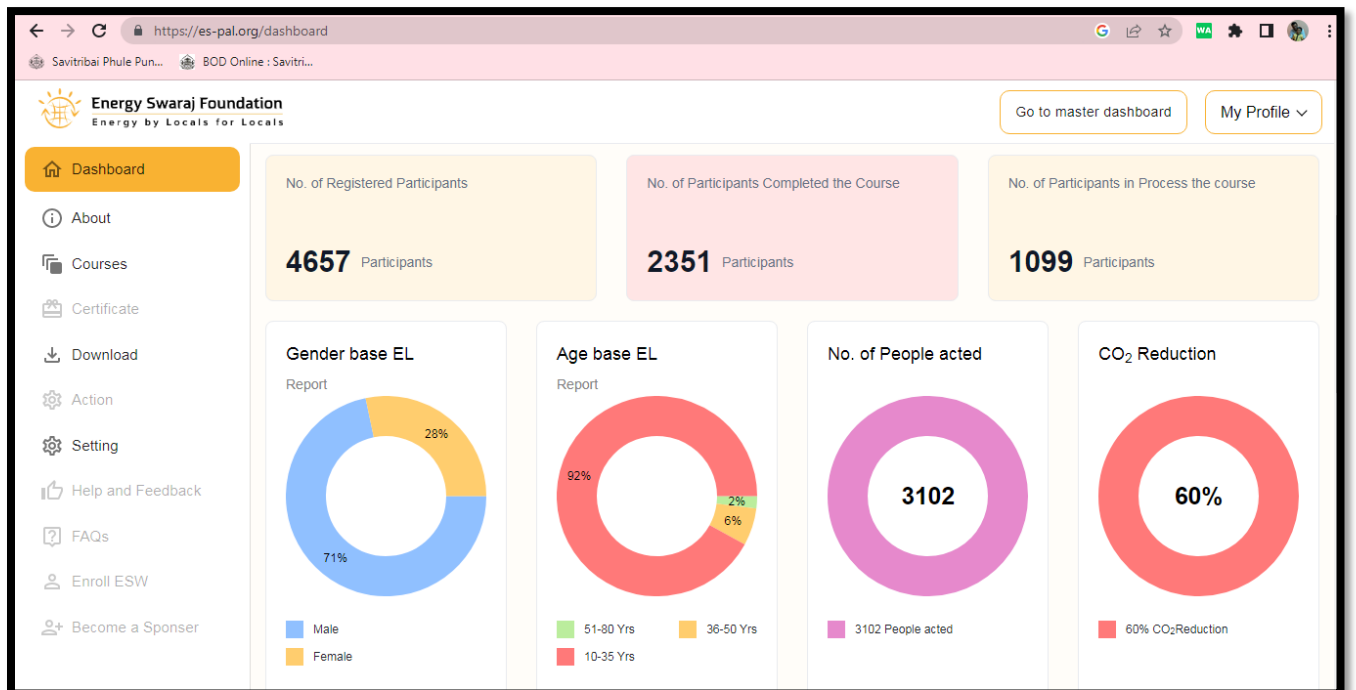 https://es-pal.org/dashboard
G
WA
Savitribai Phule Pun...
BOD Online : Savitri...
Energy Swaraj Foundation
Energy by Locals for Locals
Go to master dashboard
My Profile
Dashboard
About
Courses
Certificate
Download
Action
Setting
Help and Feedback
FAQs
Enroll ESW
Become a Sponser
No. of Registered Participants
4657 Participants
No. of Participants Completed the Course
2351 Participants
No. of Participants in Process the course
1099 Participants
Gender base EL
Report
28%
71%
Male
Female
Age base EL
Report
92%
2%
6%
51-80 Yrs
36-50 Yrs
10-35 Yrs
No. of People acted
3102
3102 People acted
CO₂ Reduction
60%
60% CO₂Reduction